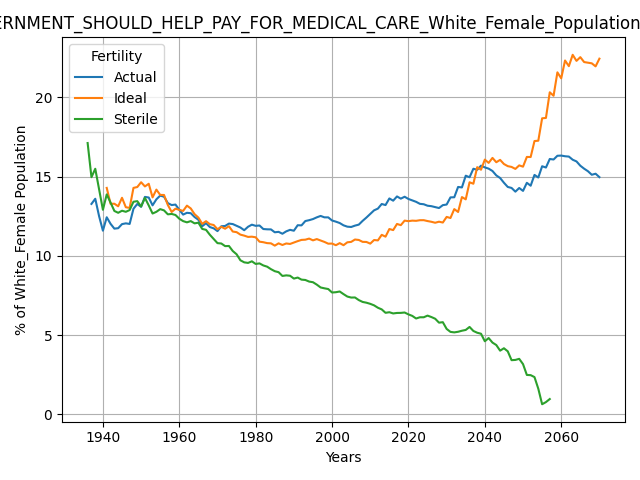 ERNMENT_SHOULD_HELP_PAY_FOR_MEDICAL_CARE_White_Female_Population
Fertility
Actual
Ideal
Sterile
% of White_Female Population
20
15
10
5
0
1940 1960 1980 2000 2020 2040 2060
Years